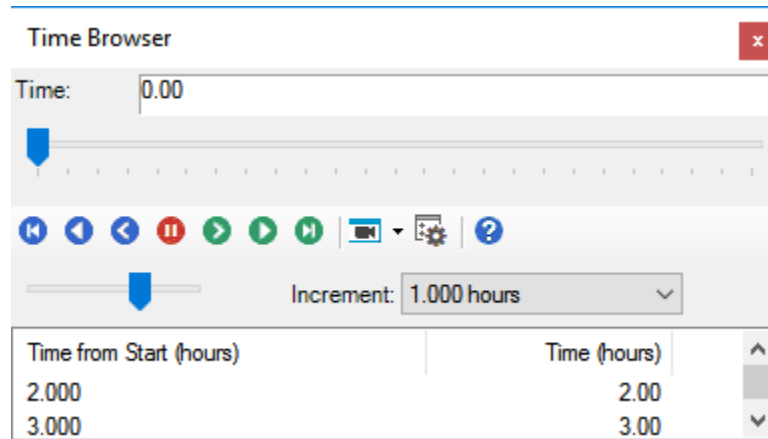 Time Browser
x
Time: 0.00
Increment: 1.000 hours
Time from Start (hours) Time (hours)
2.000 2.00
3.000 3.00